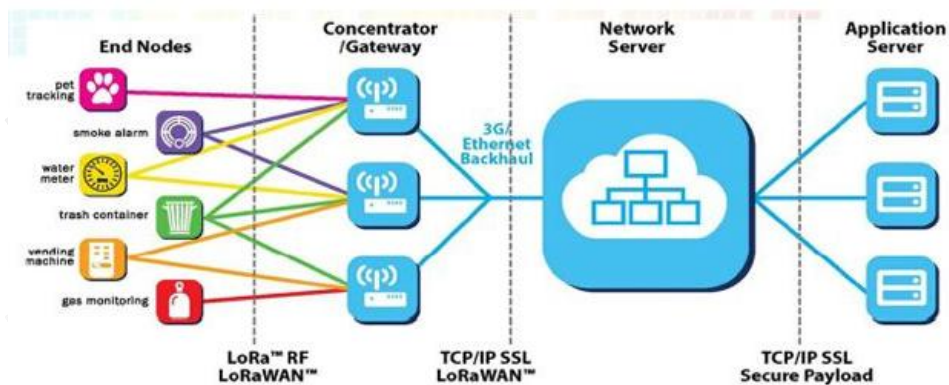 End Nodes
Concentrator
/Gateway
Network
Server
Application
Server
pet
tracking
smoke alarm
water
meter
trash container
vending
machine
gas monitoring
3G/
Ethernet
Backhaul
LoRa™ RF
LoRaWAN™
TCP/IP SSL
LoRaWAN™
TCP/IP SSL
Secure Payload